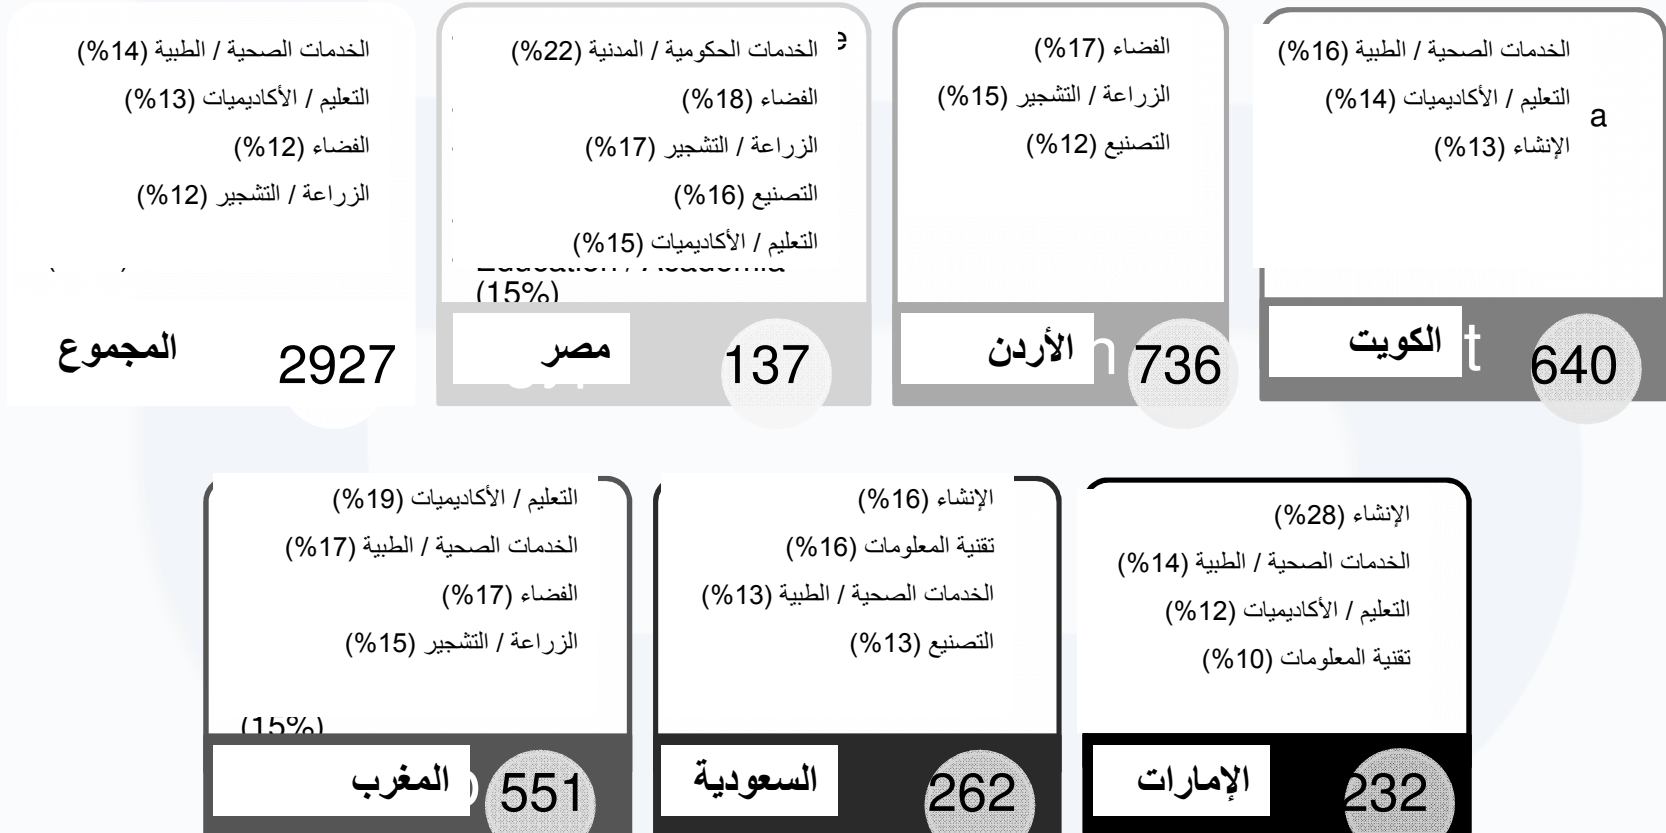 الخدمات الصحية / الطبية (16%)
التعليم / الأكاديميات (14%)
الإنشاء (13%)
a
الكويت
t
640
الفضاء (17%)
الزراعة / التشجير (15%)
التصنيع (12%)
الأردن
n
736
الخدمات الحكومية / المدنية (22%)
e
الفضاء (18%)
الزراعة / التشجير (17%)
التصنيع (16%)
التعليم / الأكاديميات (15%)
Education / Academia
(15%)
مصر
137
الخدمات الصحية / الطبية (14%)
التعليم / الأكاديميات (13%)
الفضاء (12%)
الزراعة / التشجير (12%)
المجموع
2927
الإنشاء (28%)
الخدمات الصحية / الطبية (14%)
التعليم / الأكاديميات (12%)
تقنية المعلومات (10%)
الإمارات
232
الإنشاء (16%)
تقنية المعلومات (16%)
الخدمات الصحية / الطبية (13%)
التصنيع (13%)
السعودية
262
التعليم / الأكاديميات (19%)
الخدمات الصحية / الطبية (17%)
الفضاء (17%)
الزراعة / التشجير (15%)
(15%)
المغرب
551